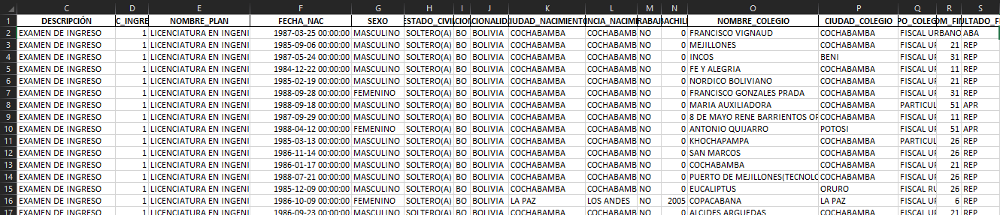 C D E F G H I J K L M N O P Q R S
1 DESCRIPCIÓN C_INGRE NOMBRE_PLAN FECHA_NAC SEXO ESTADO_CIVIL CION CIONALID CIUDAD_NACIMIENTO NCIA_NACIMI RABAJ BACHILL NOMBRE_COLEGIO CIUDAD_COLEGIO PO_COLEG OM_FIN ULTADO_F
2 EXAMEN DE INGRESO 1 LICENCIATURA EN INGENI 1987-03-25 00:00:00 MASCULINO SOLTERO(A) BO BOLIVIA COCHABAMBA COCHABAMB NO 0 FRANCISCO VIGNAUD COCHABAMBA FISCAL URBANO ABA
3 EXAMEN DE INGRESO 1 LICENCIATURA EN INGENI 1985-09-06 00:00:00 MASCULINO SOLTERO(A) BO BOLIVIA COCHABAMBA COCHABAMB NO 0 MEJILLONES COCHABAMBA FISCAL UR 21 REP
4 EXAMEN DE INGRESO 1 LICENCIATURA EN INGENI 1987-05-24 00:00:00 MASCULINO SOLTERO(A) BO BOLIVIA COCHABAMBA COCHABAMB NO 0 INCOS BENI FISCAL UR 31 REP
5 EXAMEN DE INGRESO 1 LICENCIATURA EN INGENI 1984-12-22 00:00:00 MASCULINO SOLTERO(A) BO BOLIVIA COCHABAMBA COCHABAMB NO 0 FE Y ALEGRIA COCHABAMBA FISCAL UR 11 REP
6 EXAMEN DE INGRESO 1 LICENCIATURA EN INGENI 1985-02-19 00:00:00 MASCULINO SOLTERO(A) BO BOLIVIA COCHABAMBA COCHABAMB NO 0 NORDICO BOLIVIANO COCHABAMBA FISCAL UR 21 REP
7 EXAMEN DE INGRESO 1 LICENCIATURA EN INGENI 1988-09-28 00:00:00 FEMENINO SOLTERO(A) BO BOLIVIA COCHABAMBA COCHABAMB NO 0 FRANCISCO GONZALES PRADA COCHABAMBA FISCAL UR 31 REP
8 EXAMEN DE INGRESO 1 LICENCIATURA EN INGENI 1988-09-18 00:00:00 MASCULINO SOLTERO(A) BO BOLIVIA COCHABAMBA COCHABAMB NO 0 MARIA AUXILIADORA COCHABAMBA PARTICUL 51 APR
9 EXAMEN DE INGRESO 1 LICENCIATURA EN INGENI 1987-09-29 00:00:00 MASCULINO SOLTERO(A) BO BOLIVIA COCHABAMBA COCHABAMB NO 0 8 DE MAYO RENE BARRIENTOS OR COCHABAMBA FISCAL UR 11 REP
10 EXAMEN DE INGRESO 1 LICENCIATURA EN INGENI 1988-04-12 00:00:00 FEMENINO SOLTERO(A) BO BOLIVIA COCHABAMBA COCHABAMB NO 0 ANTONIO QUIJARRO POTOSI FISCAL UR 51 APR
11 EXAMEN DE INGRESO 1 LICENCIATURA EN INGENI 1985-03-13 00:00:00 MASCULINO SOLTERO(A) BO BOLIVIA COCHABAMBA COCHABAMB NO 0 KHOCHAPAMPA COCHABAMBA PARTICUL 26 REP
12 EXAMEN DE INGRESO 1 LICENCIATURA EN INGENI 1986-11-14 00:00:00 MASCULINO SOLTERO(A) BO BOLIVIA COCHABAMBA COCHABAMB NO 0 SAN MARCOS COCHABAMBA FISCAL UR 26 REP
13 EXAMEN DE INGRESO 1 LICENCIATURA EN INGENI 1986-01-17 00:00:00 MASCULINO SOLTERO(A) BO BOLIVIA COCHABAMBA COCHABAMB NO 0 COCHABAMBA COCHABAMBA FISCAL UR 21 REP
14 EXAMEN DE INGRESO 1 LICENCIATURA EN INGENI 1988-07-21 00:00:00 MASCULINO SOLTERO(A) BO BOLIVIA COCHABAMBA COCHABAMB NO 0 PUERTO DE MEJILLONES(TECNOLO COCHABAMBA FISCAL UR 26 REP
15 EXAMEN DE INGRESO 1 LICENCIATURA EN INGENI 1985-12-09 00:00:00 MASCULINO SOLTERO(A) BO BOLIVIA COCHABAMBA COCHABAMB NO 0 EUCALIPTUS ORURO FISCAL RU 26 REP
16 EXAMEN DE INGRESO 1 LICENCIATURA EN INGENI 1986-10-09 00:00:00 FEMENINO SOLTERO(A) BO BOLIVIA LA PAZ LOS ANDES NO 2005 COPACABANA LA PAZ FISCAL UR 6 REP
17 EXAMEN DE INGRESO 1 LICENCIATURA EN INGENI 1986-09-23 00:00:00 MASCULINO SOLTERO(A) BO BOLIVIA COCHABAMBA COCHABAMB NO 0 ALCIDES ARGUEDAS COCHABAMBA FISCAL UR 21 REP